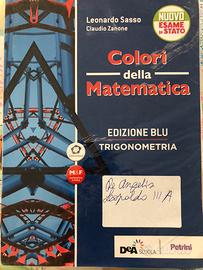 Leonardo Sasso
Claudio Zanone
NUOVO
ESAME di
STATO
Colori
della
Matematica
EDIZIONE BLU
TRIGONOMETRIA
De Angelis
Leopoldo III A
DeA SCUOLA
Petrini